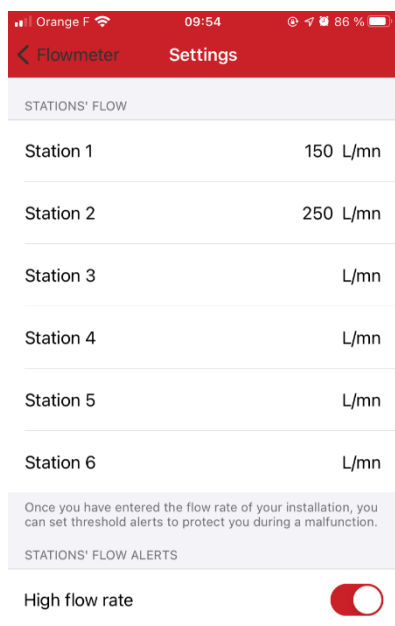 Orange F 09:54 86 %
Flowmeter Settings
STATIONS' FLOW
Station 1 150 L/mn
Station 2 250 L/mn
Station 3 L/mn
Station 4 L/mn
Station 5 L/mn
Station 6 L/mn
Once you have entered the flow rate of your installation, you
can set threshold alerts to protect you during a malfunction.
STATIONS' FLOW ALERTS
High flow rate